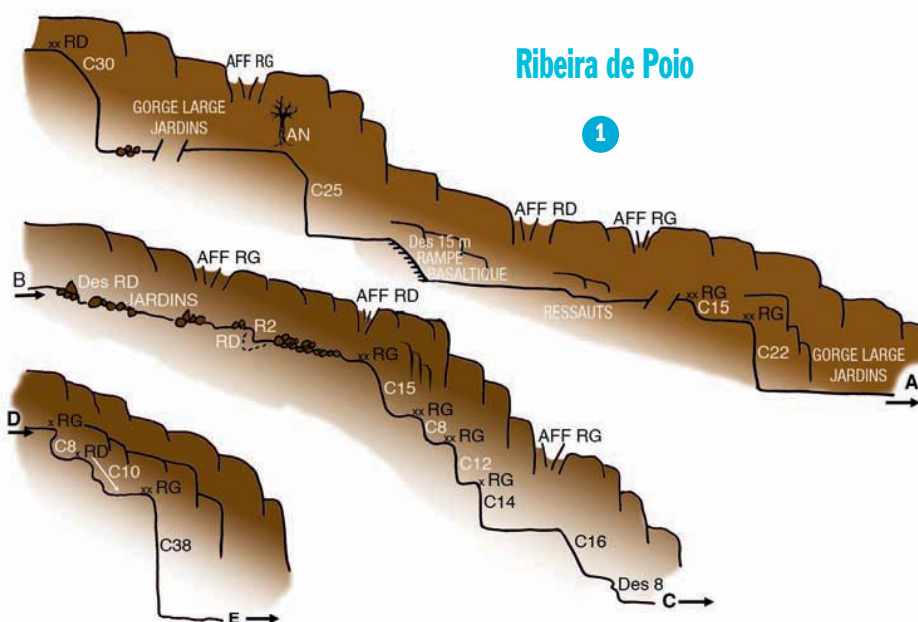 Ribeira de Poio
1
xx RD
C30
AFF RG
GORGE LARGE
JARDINS
AN
C25
Des 15 m
RAMPE
BASALTIQUE
AFF RD
AFF RG
RESSAUTS
xx RG
C15
xx RG
C22
GORGE LARGE
JARDINS
A
B
Des RD
JARDINS
AFF RG
R2
RD
AFF RD
xx RG
C15
xx RG
C8
xx RG
C12
x RG
C14
AFF RG
C16
Des 8
C
D
x RG
C8
x RD
C10
xx RG
C38
E